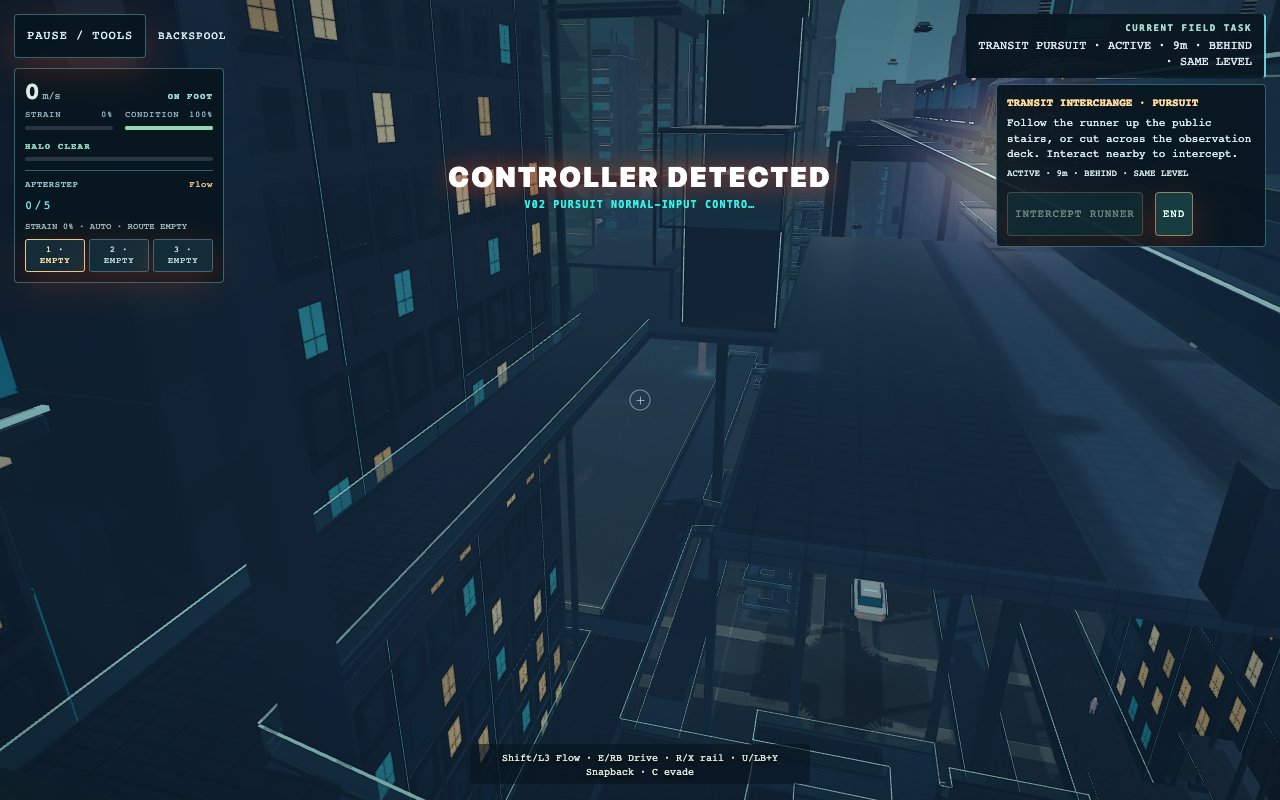 PAUSE / TOOLS
BACKSPOOL
0 m/s ON FOOT
STRAIN 0% CONDITION 100%
HALO CLEAR
AFTERSTEP Flow
0/5
STRAIN 0% · AUTO · ROUTE EMPTY
1 · EMPTY
2 · EMPTY
3 · EMPTY
CONTROLLER DETECTED
V02 PURSUIT NORMAL-INPUT CONTRO…
CURRENT FIELD TASK
TRANSIT PURSUIT · ACTIVE · 9m · BEHIND
· SAME LEVEL
TRANSIT INTERCHANGE · PURSUIT
Follow the runner up the public
stairs, or cut across the observation
deck. Interact nearby to intercept.
ACTIVE · 9m · BEHIND · SAME LEVEL
INTERCEPT RUNNER
END
Shift/L3 Flow · E/RB Drive · R/X rail · U/LB+Y
Snapback · C evade